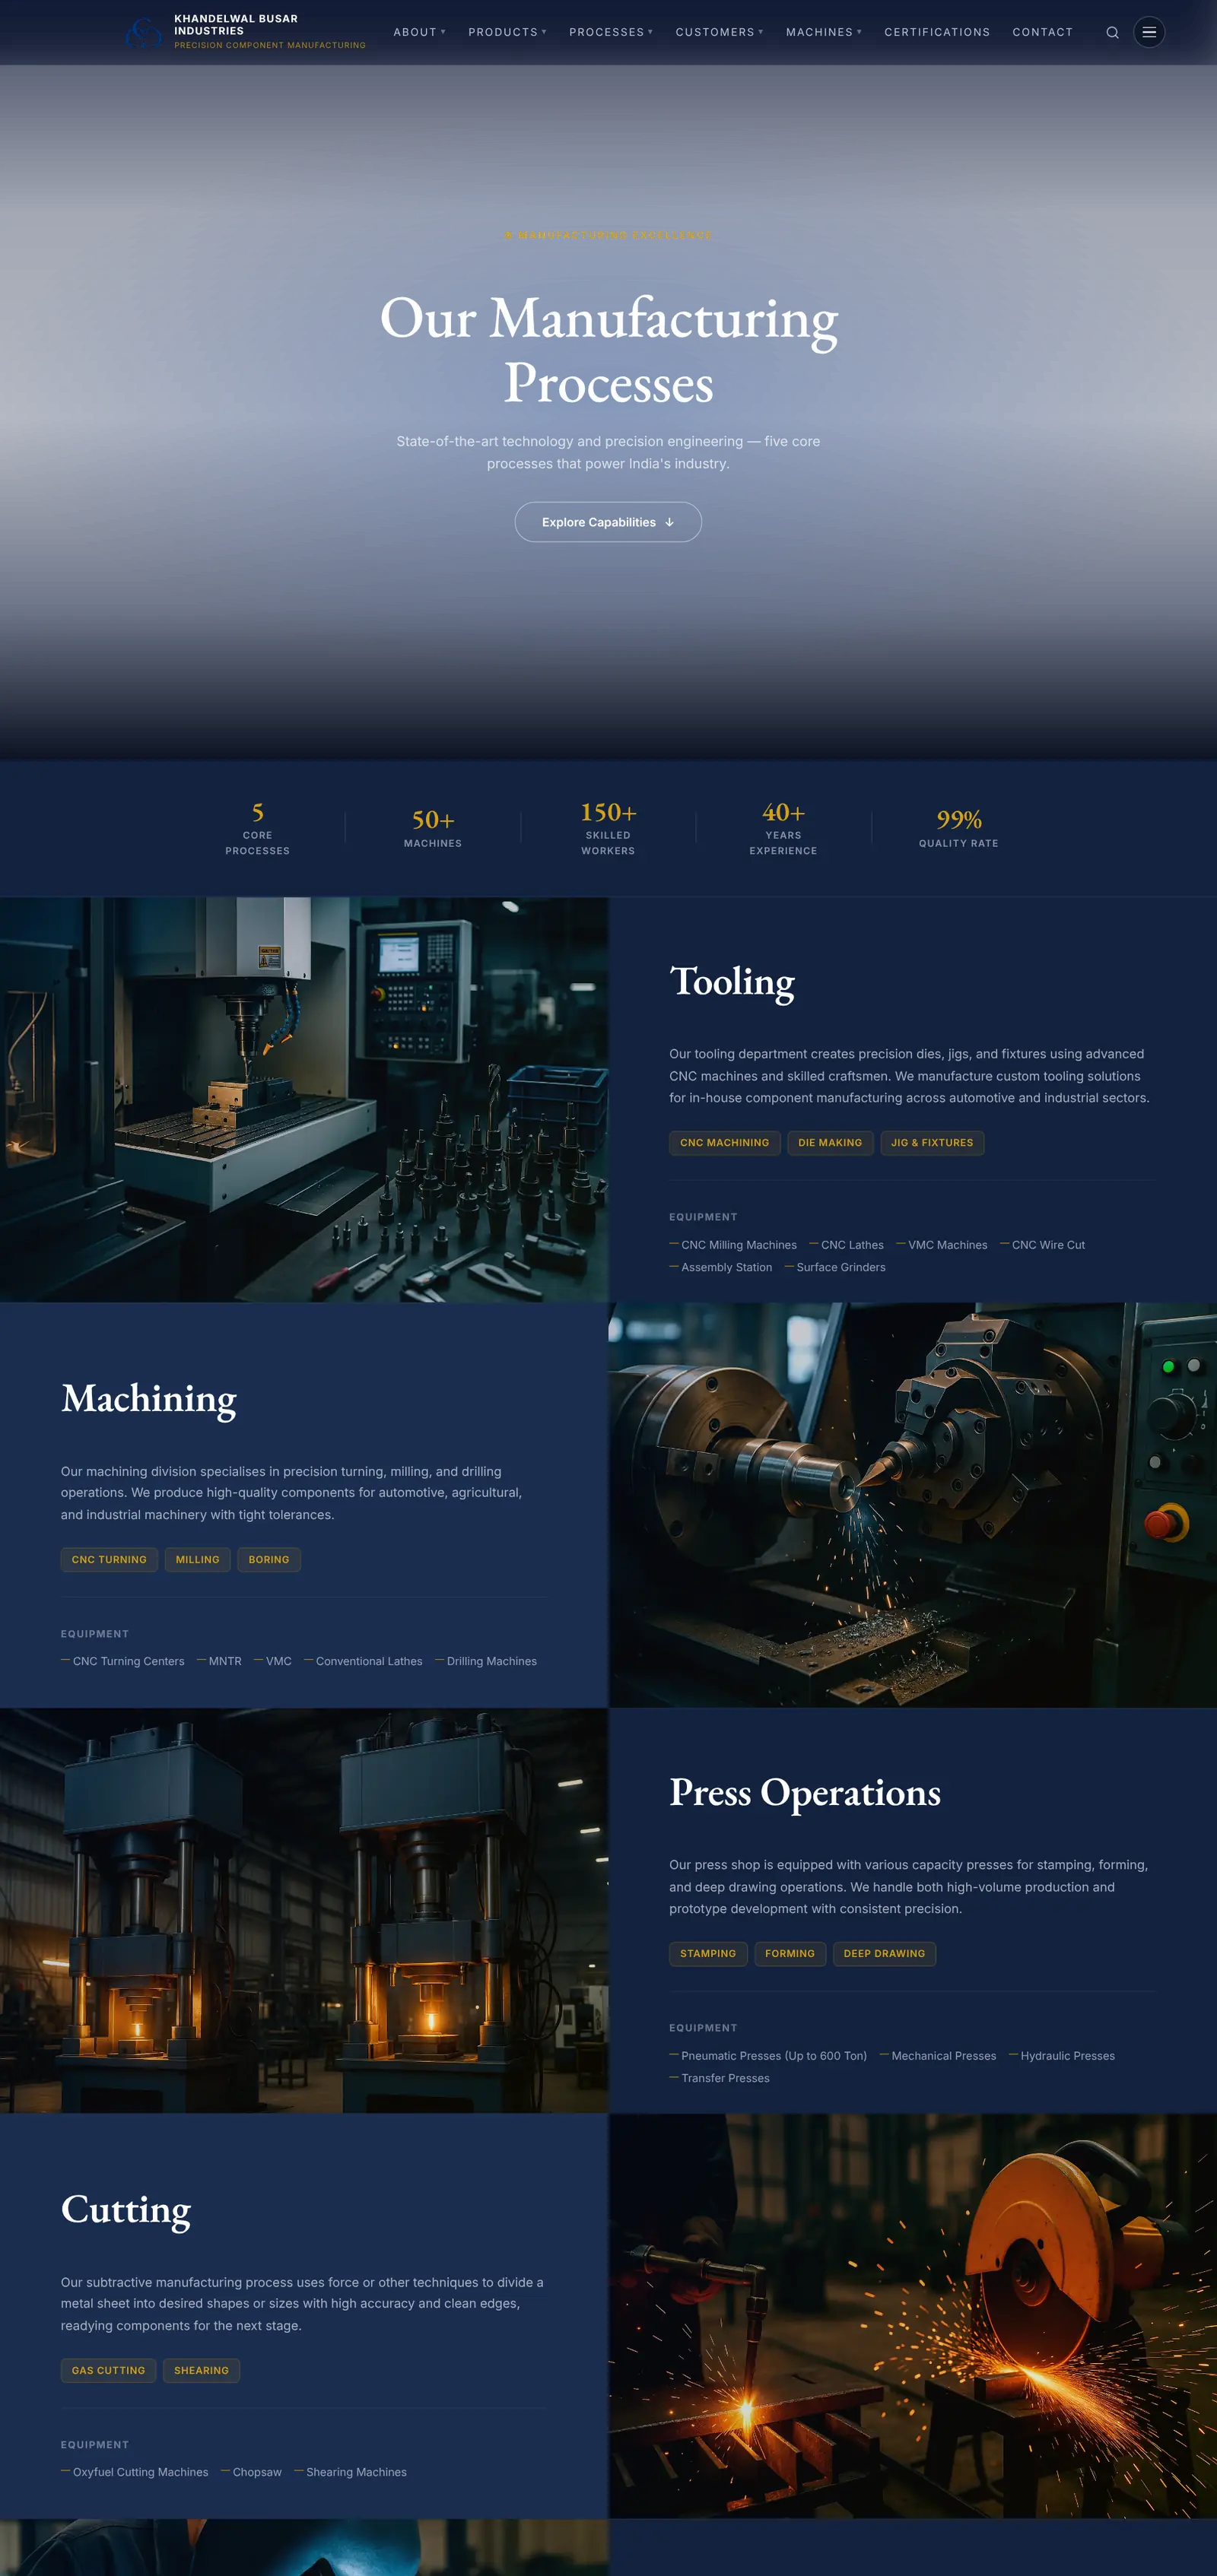 KHANDELWAL BUSAR
INDUSTRIES
PRECISION COMPONENT MANUFACTURING
ABOUT
PRODUCTS
PROCESSES
CUSTOMERS
MACHINES
CERTIFICATIONS
CONTACT
MANUFACTURING EXCELLENCE
Our Manufacturing
Processes
State-of-the-art technology and precision engineering — five core
processes that power India's industry.
Explore Capabilities ↓
5
CORE
PROCESSES
50+
MACHINES
150+
SKILLED
WORKERS
40+
YEARS
EXPERIENCE
99%
QUALITY RATE
Tooling
Our tooling department creates precision dies, jigs, and fixtures using advanced
CNC machines and skilled craftsmen. We manufacture custom tooling solutions
for in-house component manufacturing across automotive and industrial sectors.
CNC MACHINING
DIE MAKING
JIG & FIXTURES
EQUIPMENT
— CNC Milling Machines — CNC Lathes — VMC Machines — CNC Wire Cut
— Assembly Station — Surface Grinders
Machining
Our machining division specialises in precision turning, milling, and drilling
operations. We produce high-quality components for automotive, agricultural,
and industrial machinery with tight tolerances.
CNC TURNING
MILLING
BORING
EQUIPMENT
— CNC Turning Centers — MNTR — VMC — Conventional Lathes — Drilling Machines
Press Operations
Our press shop is equipped with various capacity presses for stamping, forming,
and deep drawing operations. We handle both high-volume production and
prototype development with consistent precision.
STAMPING
FORMING
DEEP DRAWING
EQUIPMENT
— Pneumatic Presses (Up to 600 Ton) — Mechanical Presses — Hydraulic Presses
— Transfer Presses
Cutting
Our subtractive manufacturing process uses force or other techniques to divide a
metal sheet into desired shapes or sizes with high accuracy and clean edges,
readying components for the next stage.
GAS CUTTING
SHEARING
EQUIPMENT
— Oxyfuel Cutting Machines — Chopsaw — Shearing Machines